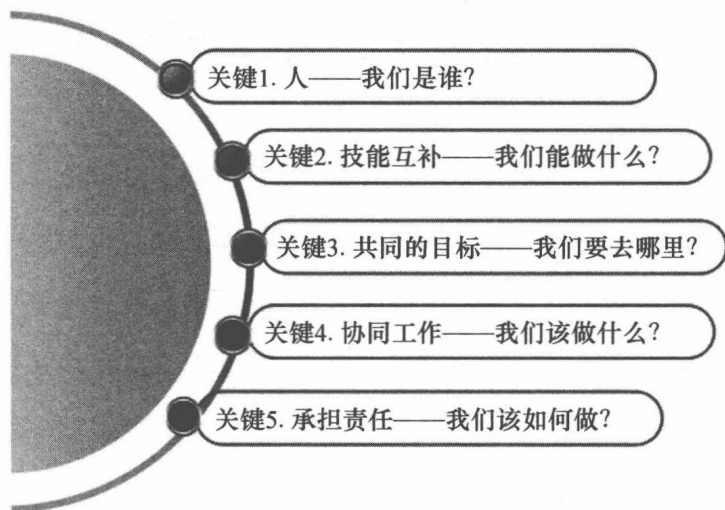 关键1. 人——我们是谁?
关键2. 技能互补——我们能做什么?
关键3. 共同的目标——我们要去哪里?
关键4. 协同工作——我们该做什么?
关键5. 承担责任——我们该如何做?